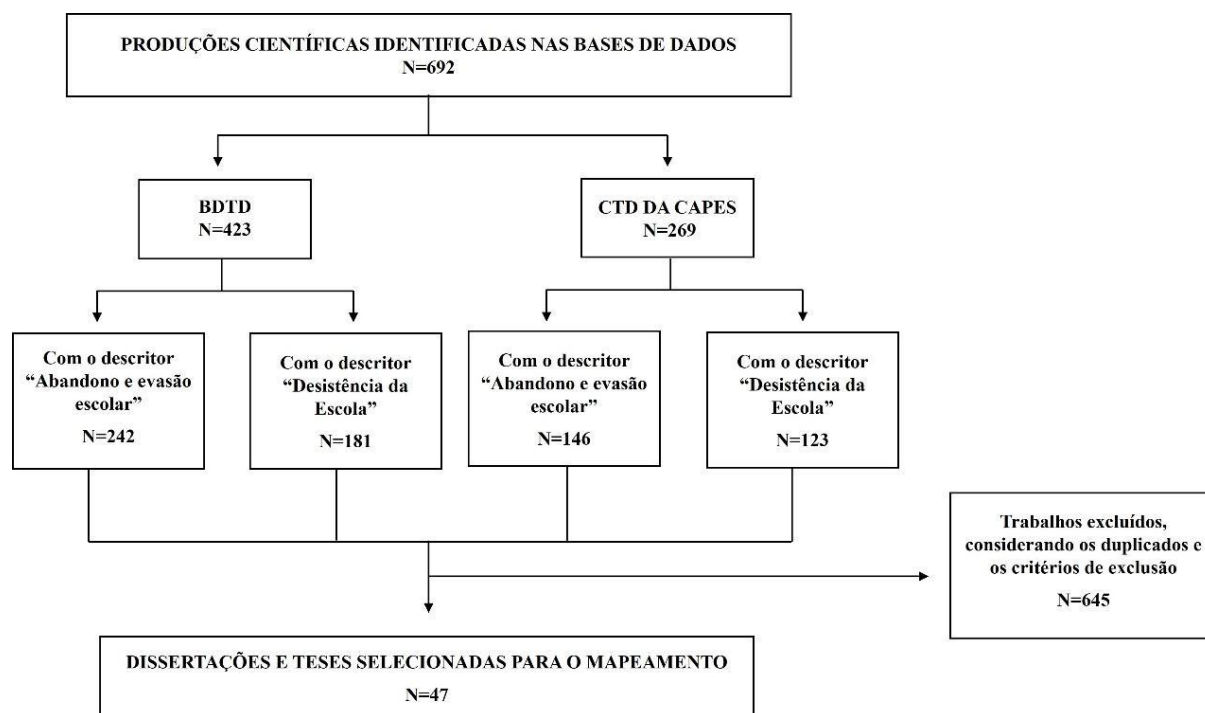 PRODUÇÕES CIENTÍFICAS IDENTIFICADAS NAS BASES DE DADOS
N=692
BDTD
N=423
CTD DA CAPES
N=269
Com o descritor
“Abandono e evasão
escolar”
N=242
Com o descritor
“Desistência da
Escola”
N=181
Com o descritor
“Abandono e evasão
escolar”
N=146
Com o descritor
“Desistência da
Escola”
N=123
Trabalhos excluídos,
considerando os duplicados e
os critérios de exclusão
N=645
DISSERTAÇÕES E TESES SELECIONADAS PARA O MAPEAMENTO
N=47